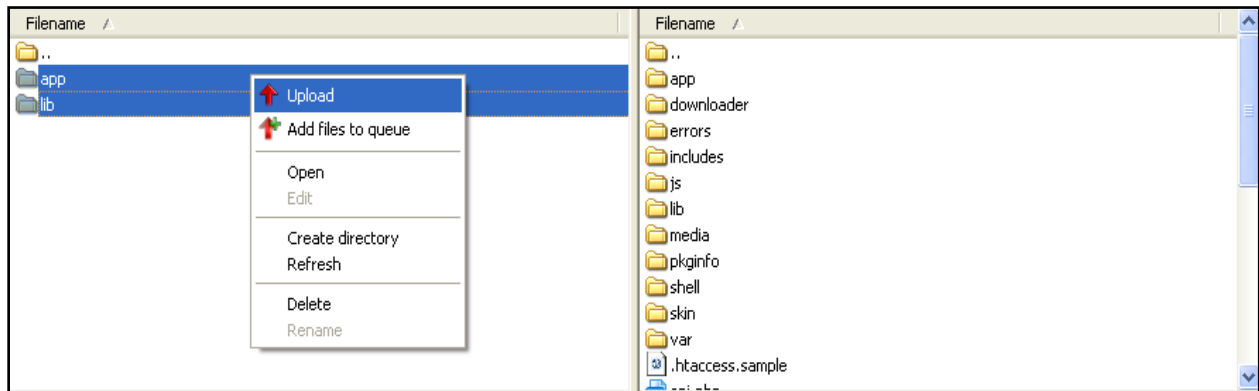 Filename
..
app
lib
Upload
Add files to queue
Open
Edit
Create directory
Refresh
Delete
Rename
Filename
..
app
downloader
errors
includes
js
lib
media
pkginfo
shell
skin
var
.htaccess.sample